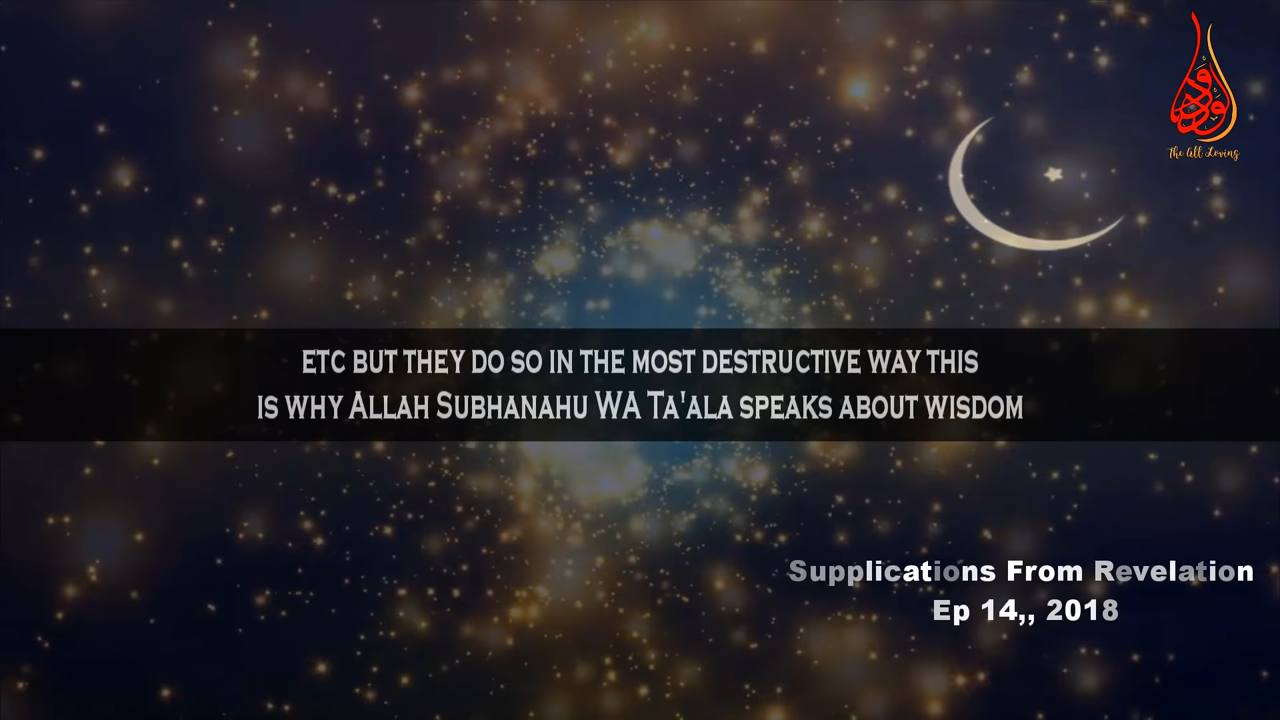 الودود
The All Loving
ETC BUT THEY DO SO IN THE MOST DESTRUCTIVE WAY THIS
IS WHY ALLAH SUBHANAHU WA TA'ALA SPEAKS ABOUT WISDOM
Supplications From Revelation
Ep 14,, 2018